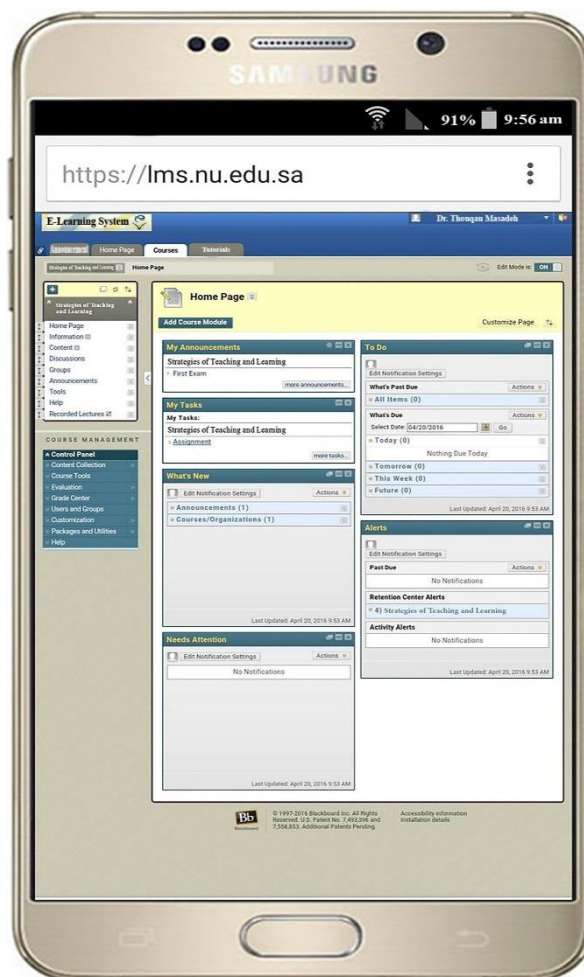 SAMSUNG
91% 9:56 am
https://lms.nu.edu.sa
E-Learning System
Dr. Thouqan Masadeh
Announcement Home Page Courses Tutorials
Strategies of Teaching and Learning Home Page
Edit Mode is: ON
Strategies of Teaching and Learning
Home Page
Information
Content
Discussions
Groups
Announcements
Tools
Help
Recorded Lectures
COURSE MANAGEMENT
Control Panel
Content Collection
Course Tools
Evaluation
Grade Center
Users and Groups
Customization
Packages and Utilities
Help
Home Page
Add Course Module
Customize Page
My Announcements
Strategies of Teaching and Learning
First Exam
more announcements...
My Tasks
My Tasks:
Strategies of Teaching and Learning
Assignment
more tasks...
What's New
Edit Notification Settings Actions
Announcements (1)
Courses/Organizations (1)
Last Updated: April 20, 2016 9:53 AM
Needs Attention
Edit Notification Settings Actions
No Notifications
Last Updated: April 20, 2016 9:53 AM
To Do
Edit Notification Settings
What's Past Due Actions
All Items (0)
What's Due Actions
Select Date: 04/20/2016 Go
Today (0)
Nothing Due Today
Tomorrow (0)
This Week (0)
Future (0)
Last Updated: April 20, 2016 9:53 AM
Alerts
Edit Notification Settings
Past Due Actions
No Notifications
Retention Center Alerts
4) Strategies of Teaching and Learning
Activity Alerts
No Notifications
Last Updated: April 20, 2016 9:53 AM
Bb
Blackboard
© 1997-2016 Blackboard Inc. All Rights
Reserved. U.S. Patent No. 7,493,396 and
7,558,853. Additional Patents Pending.
Accessibility information
Installation details